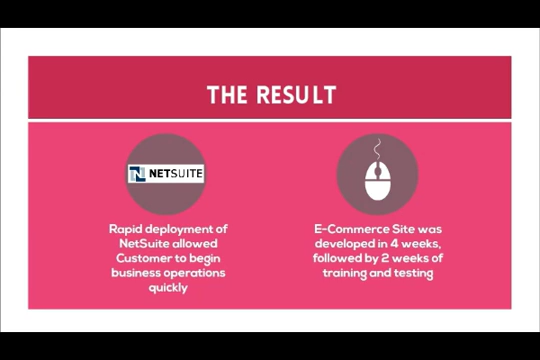 THE RESULT
NETSUITE
Rapid deployment of
NetSuite allowed
Customer to begin
business operations
quickly
E-Commerce Site was
developed in 4 weeks,
followed by 2 weeks of
training and testing